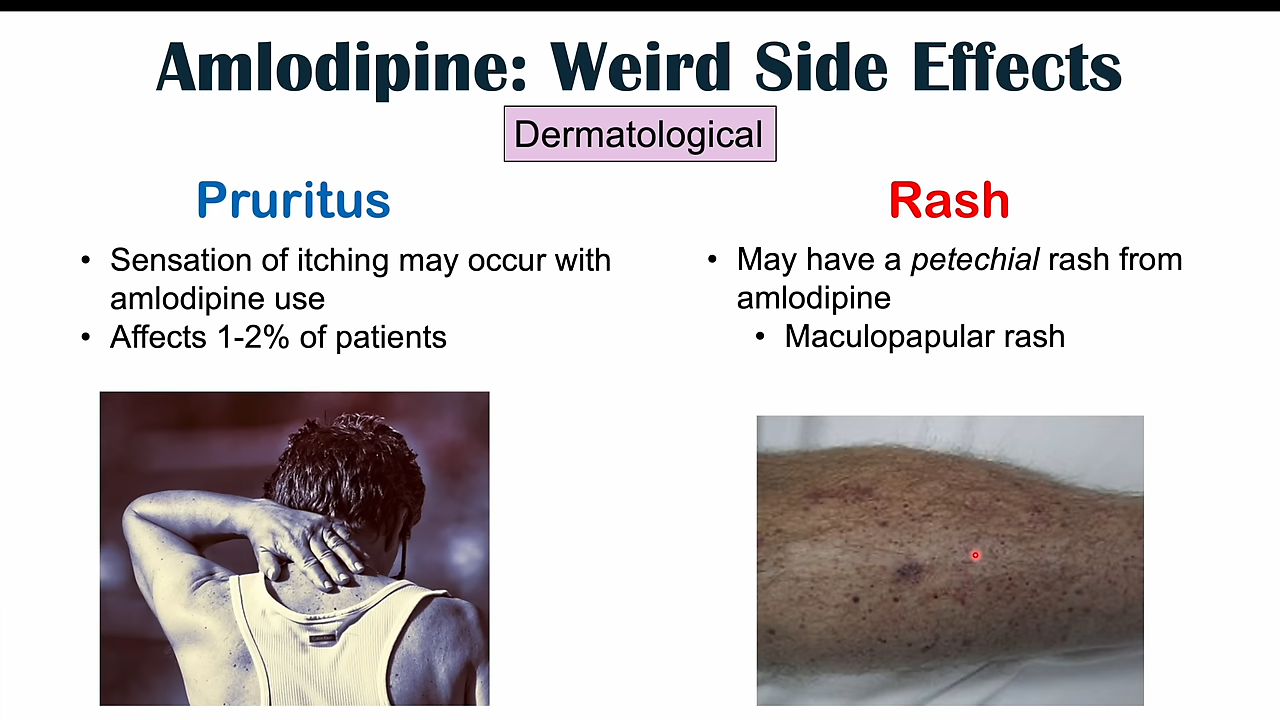 Amlodipine: Weird Side Effects
Dermatological
Pruritus
• Sensation of itching may occur with
amlodipine use
• Affects 1-2% of patients
Rash
• May have a petechial rash from
amlodipine
• Maculopapular rash